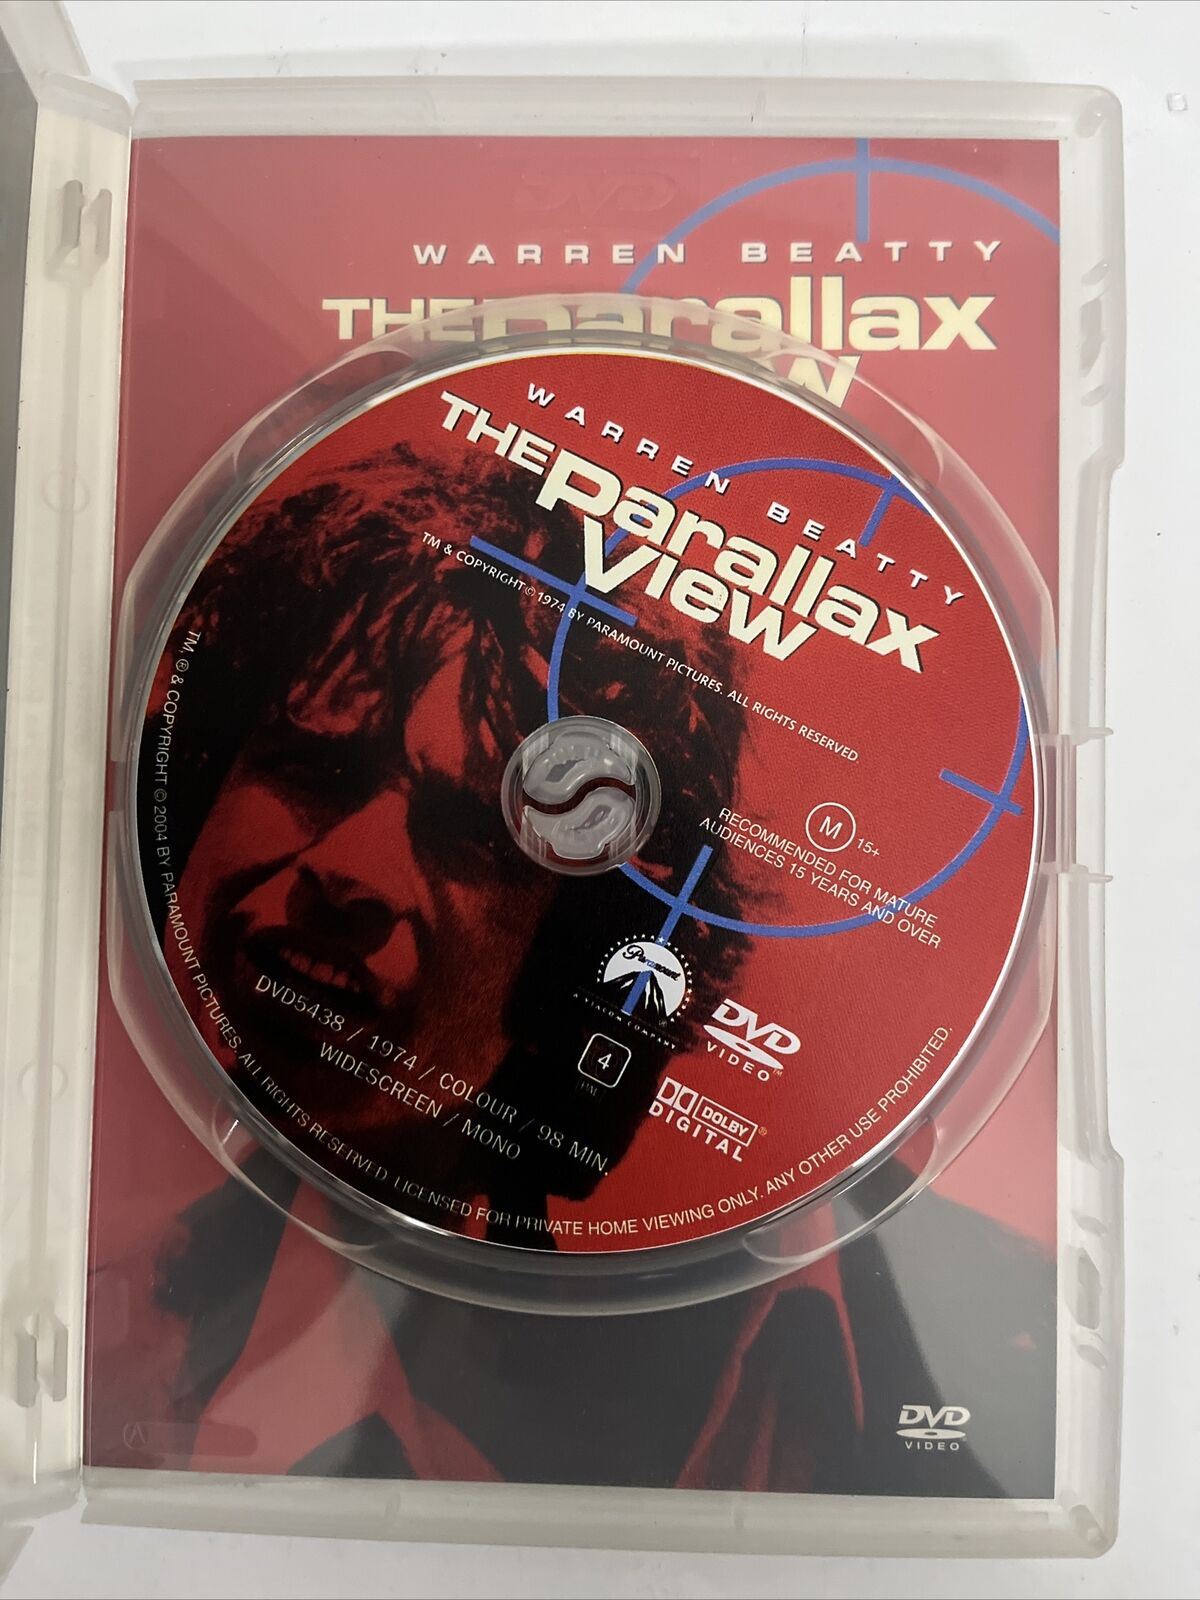 WARREN BEATTY
THE parallax
WARREN BEATTY
THE parallax
View
TM & COPYRIGHT © 1974 BY PARAMOUNT PICTURES. ALL RIGHTS RESERVED
M 15+
RECOMMENDED FOR MATURE
AUDIENCES 15 YEARS AND OVER
Paramount
A VIACOM COMPANY
DVD
VIDEO™
4
PAL
DOLBY®
DIGITAL
DVD5438 / 1974 / COLOUR / 98 MIN.
WIDESCREEN / MONO
TM, ® & COPYRIGHT © 2004 BY PARAMOUNT PICTURES. ALL RIGHTS RESERVED. LICENSED FOR PRIVATE HOME VIEWING ONLY. ANY OTHER USE PROHIBITED.
DVD
VIDEO